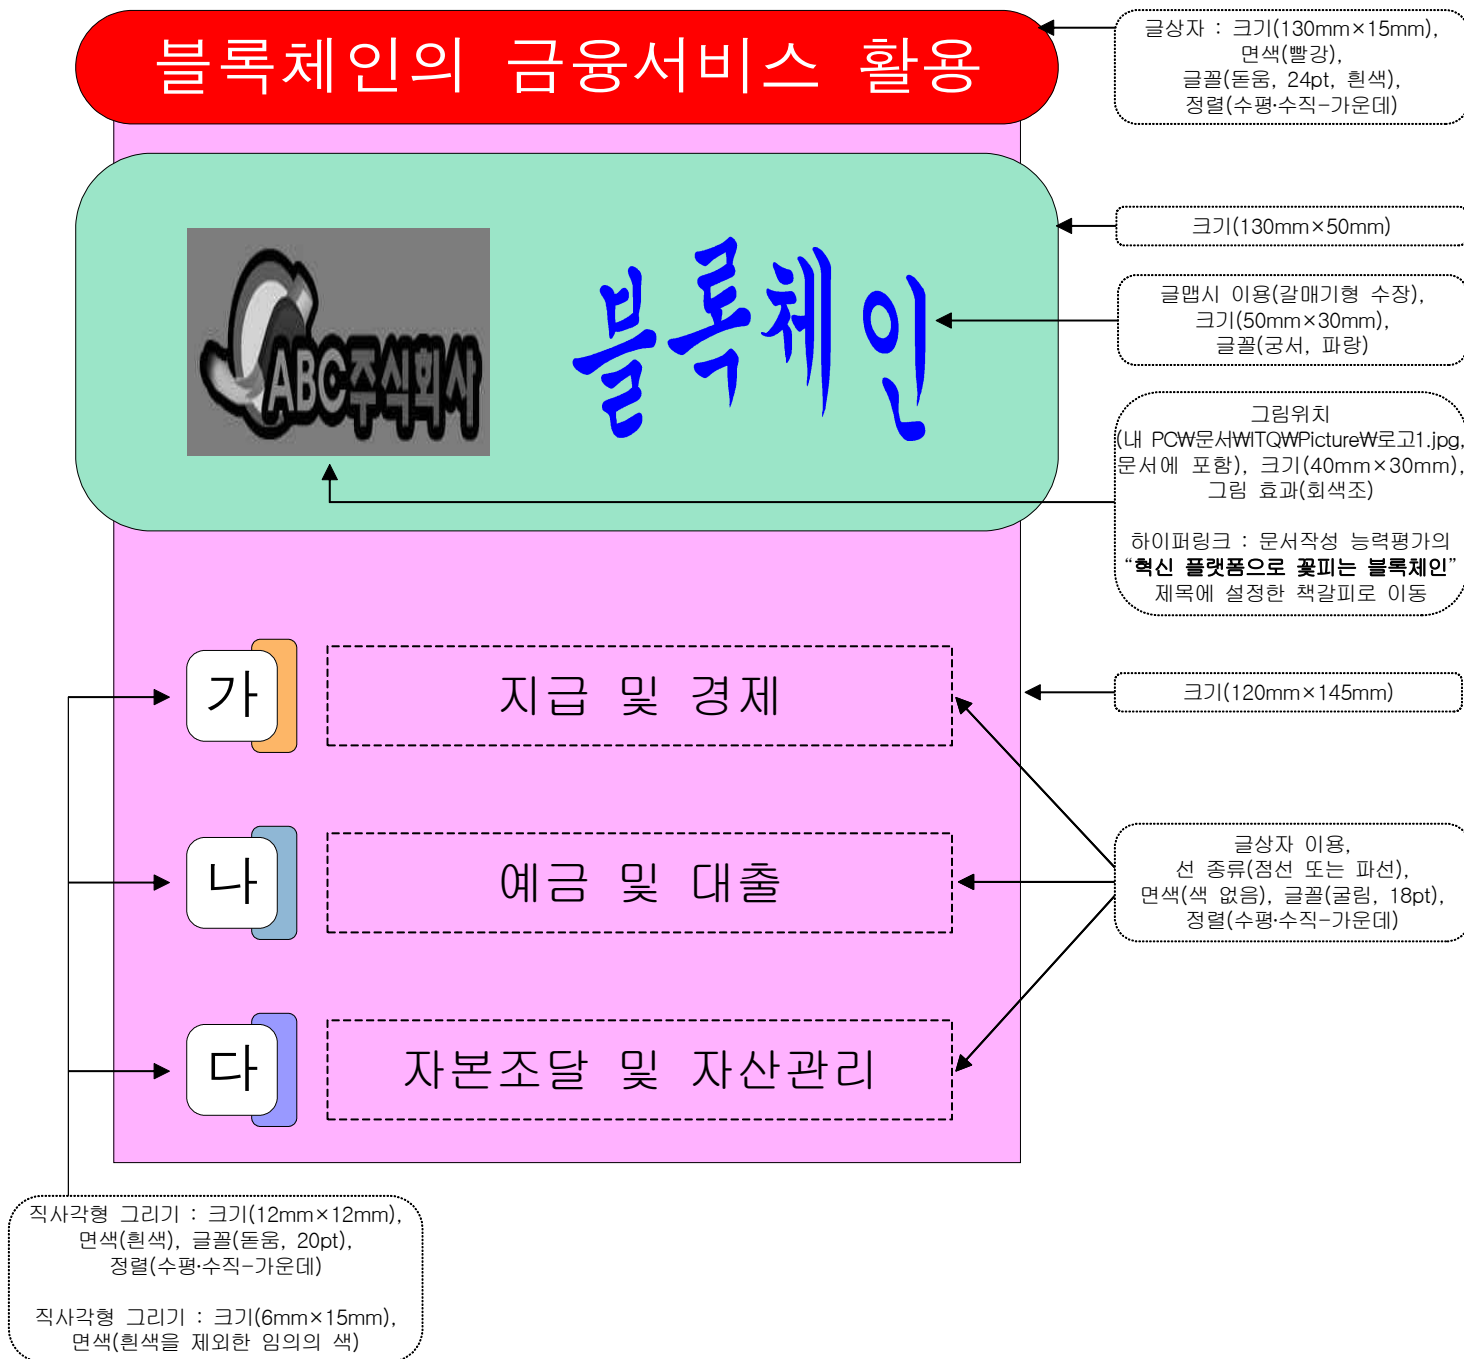 블록체인의 금융서비스 활용
글상자 : 크기(130mm×15mm),
면색(빨강),
글꼴(돋움, 24pt, 흰색),
정렬(수평·수직-가운데)
크기(130mm×50mm)
ABC주식회사
블록체인
글맵시 이용(갈매기형 수장),
크기(50mm×30mm),
글꼴(궁서, 파랑)
그림위치
(내 PC₩문서₩ITQ₩Picture₩로고1.jpg,
문서에 포함), 크기(40mm×30mm),
그림 효과(회색조)
하이퍼링크 : 문서작성 능력평가의
“혁신 플랫폼으로 꽃피는 블록체인”
제목에 설정한 책갈피로 이동
가
지급 및 경제
크기(120mm×145mm)
나
예금 및 대출
글상자 이용,
선 종류(점선 또는 파선),
면색(색 없음), 글꼴(굴림, 18pt),
정렬(수평·수직-가운데)
다
자본조달 및 자산관리
직사각형 그리기 : 크기(12mm×12mm),
면색(흰색), 글꼴(돋움, 20pt),
정렬(수평·수직-가운데)
직사각형 그리기 : 크기(6mm×15mm),
면색(흰색을 제외한 임의의 색)